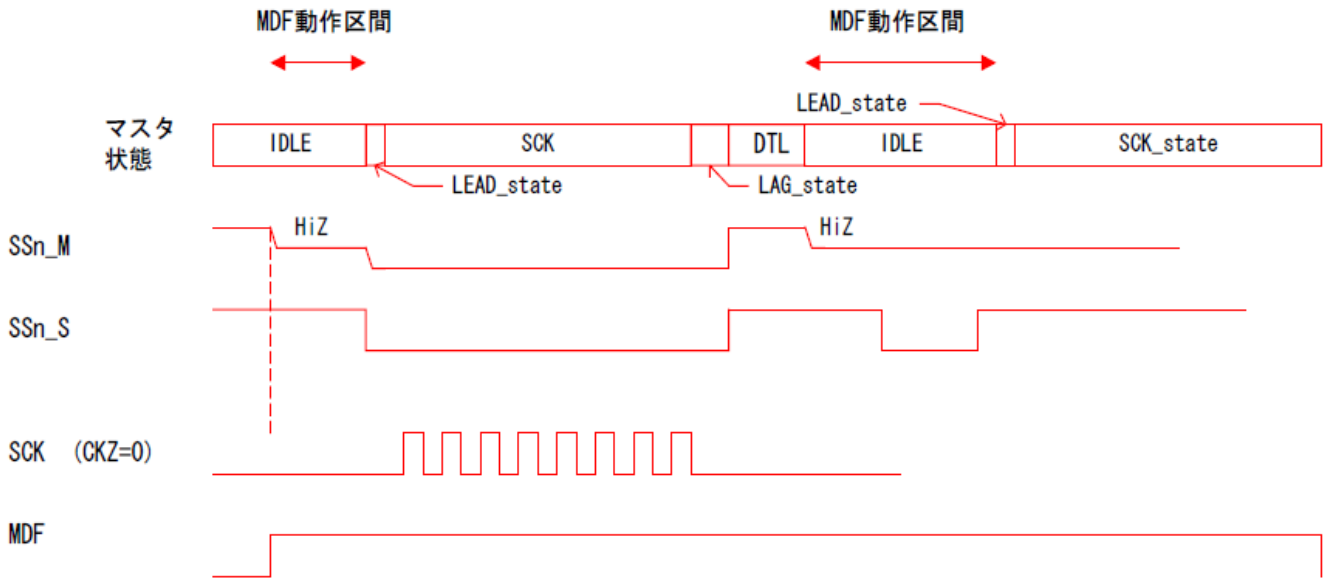 MDF動作区間 MDF動作区間
LEAD_state
マスタ
状態
IDLE SCK DTL IDLE SCK_state
LEAD_state LAG_state
SSn_M HiZ HiZ
SSn_S
SCK (CKZ=0)
MDF